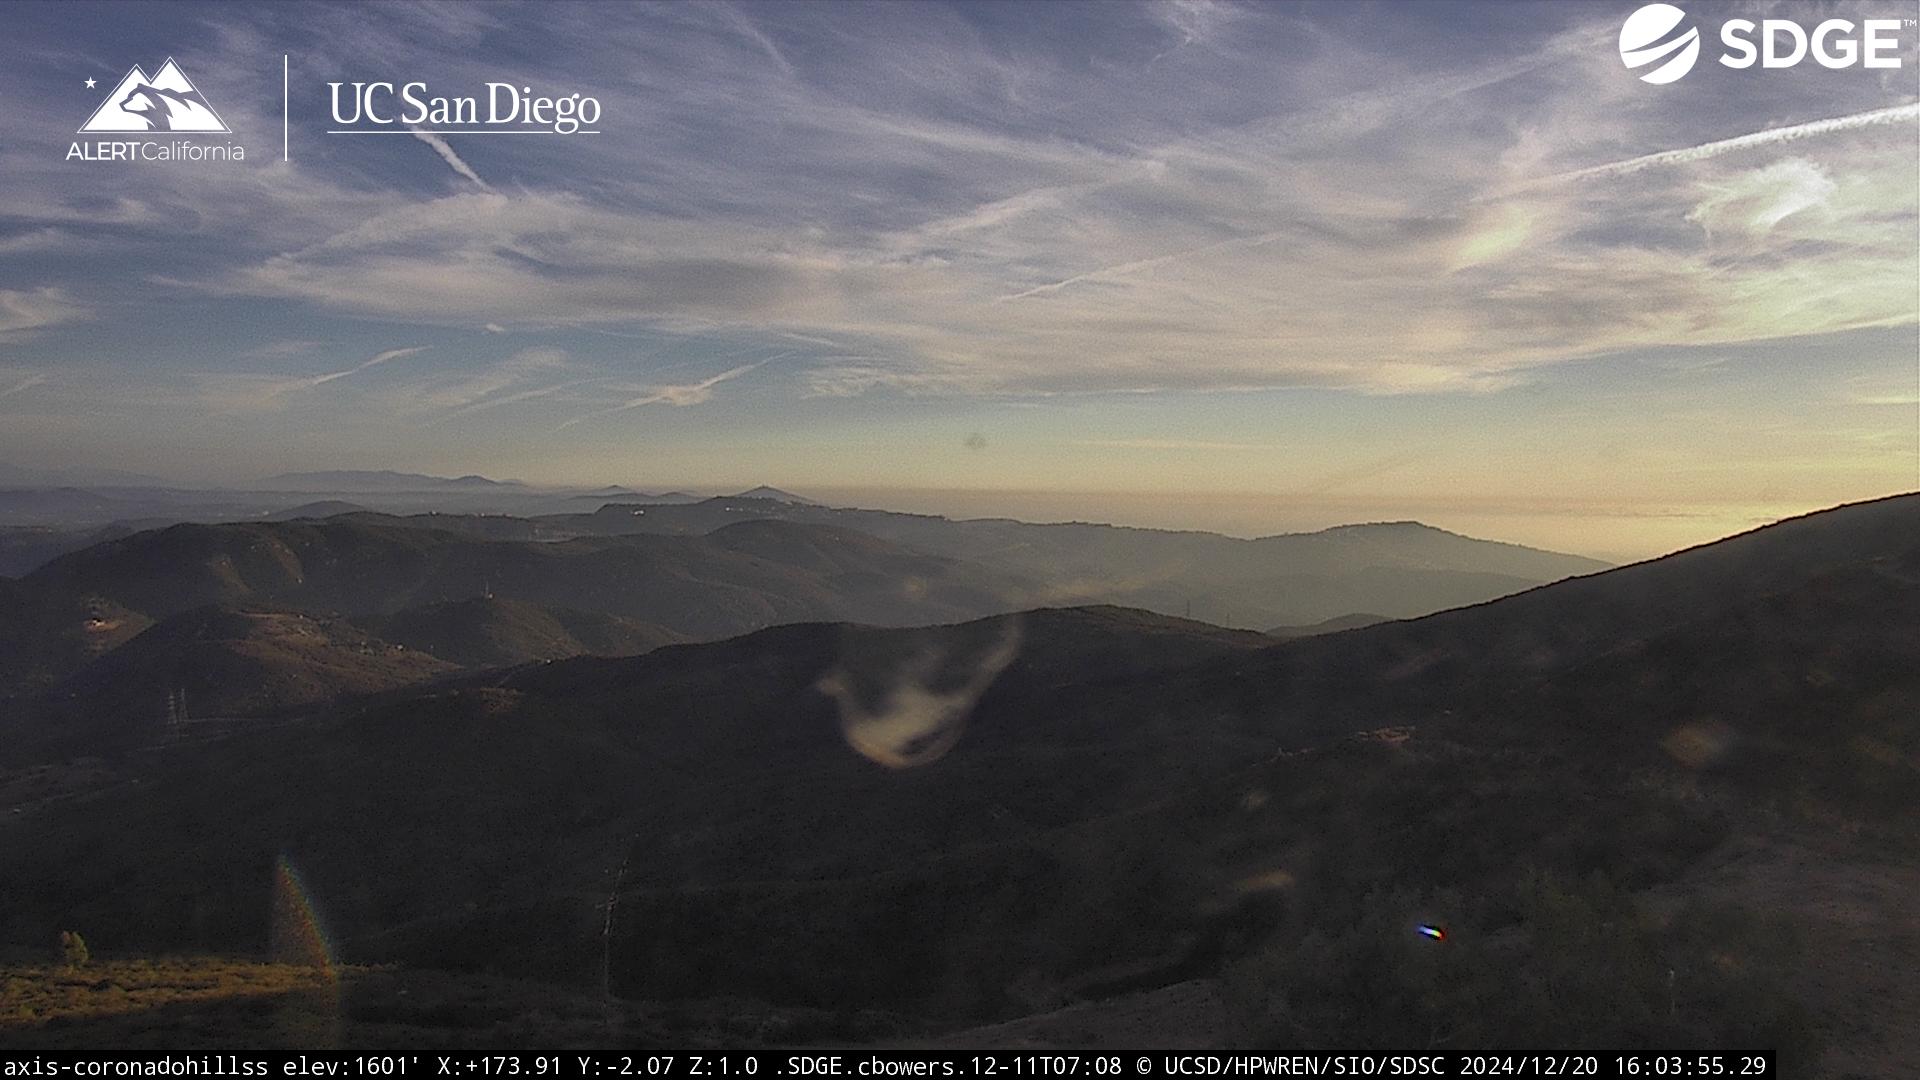 ALERTCalifornia
UC San Diego
SDGE™
axis-coronadohillss elev:1601' X:+173.91 Y:-2.07 Z:1.0 .SDGE.cbowers.12-11T07:08 © UCSD/HPWREN/SIO/SDSC 2024/12/20 16:03:55.29